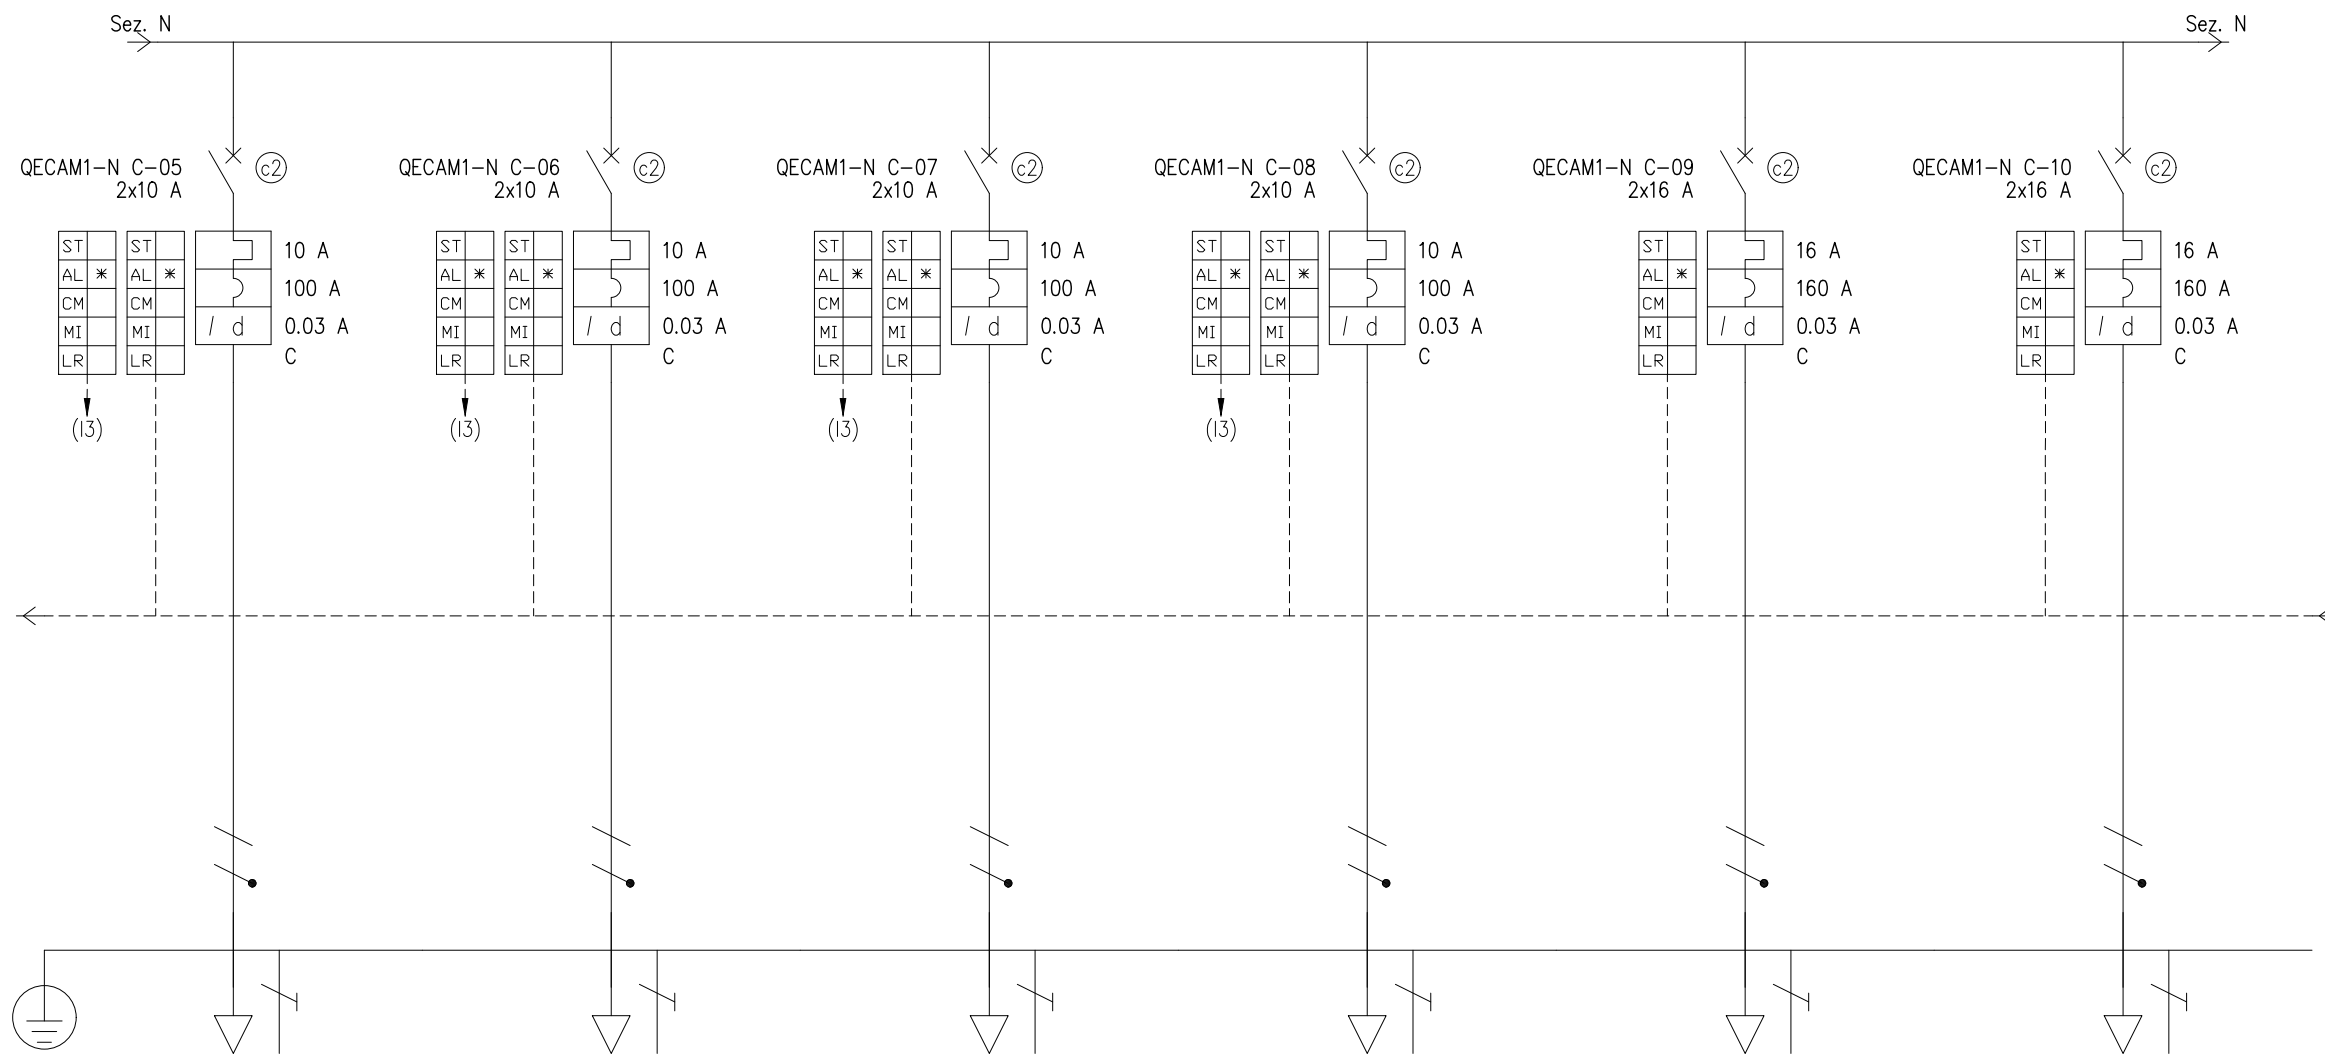 Sez. N
Sez. N
QECAM1-N C-05
2x10 A
c2
ST
AL *
CM
MI
LR
(I3)
ST
AL *
CM
MI
LR
I d
10 A
100 A
0.03 A
C
QECAM1-N C-06
2x10 A
c2
ST
AL *
CM
MI
LR
(I3)
ST
AL *
CM
MI
LR
I d
10 A
100 A
0.03 A
C
QECAM1-N C-07
2x10 A
c2
ST
AL *
CM
MI
LR
(I3)
ST
AL *
CM
MI
LR
I d
10 A
100 A
0.03 A
C
QECAM1-N C-08
2x10 A
c2
ST
AL *
CM
MI
LR
(I3)
ST
AL *
CM
MI
LR
I d
10 A
100 A
0.03 A
C
QECAM1-N C-09
2x16 A
c2
ST
AL *
CM
MI
LR
I d
16 A
160 A
0.03 A
C
QECAM1-N C-10
2x16 A
c2
ST
AL *
CM
MI
LR
I d
16 A
160 A
0.03 A
C